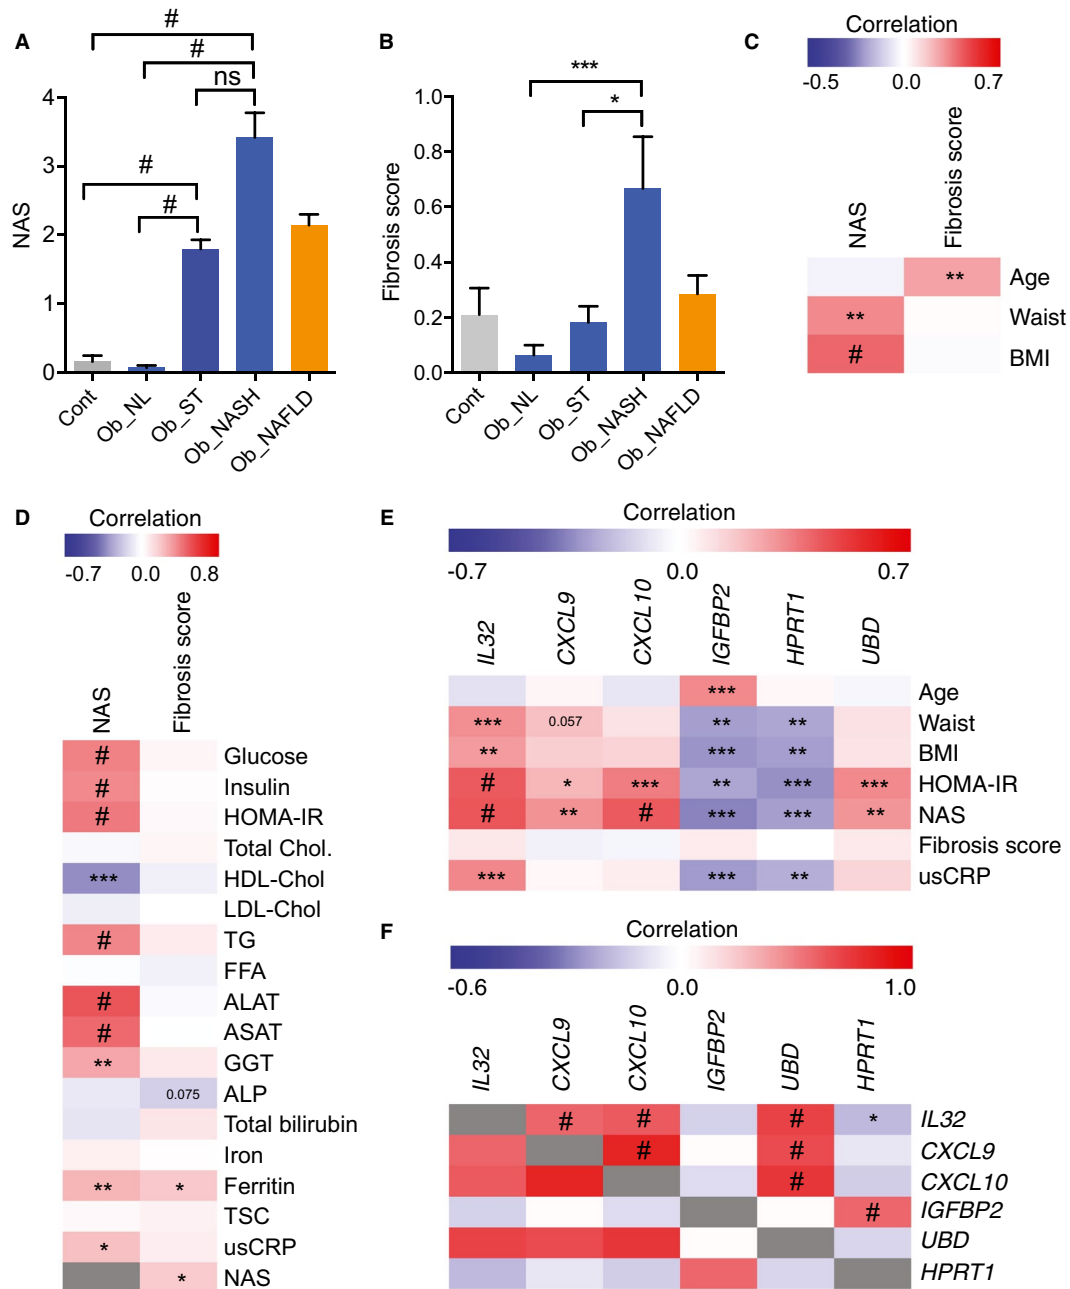 A
#
#
ns
#
#
NAS
4
3
2
1
0
Cont
Ob_NL
Ob_ST
Ob_NASH
Ob_NAFLD
B
***
*
Fibrosis score
1.0
0.8
0.6
0.4
0.2
0.0
Cont
Ob_NL
Ob_ST
Ob_NASH
Ob_NAFLD
C
Correlation
-0.5 0.0 0.7
NAS Fibrosis score
** Age
** Waist
# BMI
D
Correlation
-0.7 0.0 0.8
NAS Fibrosis score
# Glucose
# Insulin
# HOMA-IR
Total Chol.
*** HDL-Chol
LDL-Chol
# TG
FFA
# ALAT
# ASAT
** GGT
0.075 ALP
Total bilirubin
Iron
** * Ferritin
TSC
* usCRP
* NAS
E
Correlation
-0.7 0.0 0.7
IL32 CXCL9 CXCL10 IGFBP2 HPRT1 UBD
*** Age
*** 0.057 ** ** Waist
** *** ** BMI
# * *** ** *** *** HOMA-IR
# ** # *** *** ** NAS
Fibrosis score
*** *** ** usCRP
F
Correlation
-0.6 0.0 1.0
IL32 CXCL9 CXCL10 IGFBP2 UBD HPRT1
# # # * IL32
# # CXCL9
# CXCL10
# IGFBP2
UBD
HPRT1